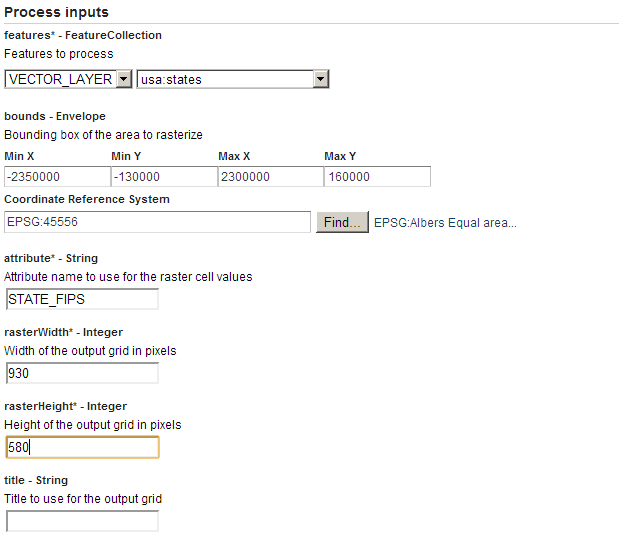 Process inputs
features* - FeatureCollection
Features to process
VECTOR_LAYER usa:states
bounds - Envelope
Bounding box of the area to rasterize
Min X Min Y Max X Max Y
-2350000 -130000 2300000 160000
Coordinate Reference System
EPSG:45556 Find... EPSG:Albers Equal area...
attribute* - String
Attribute name to use for the raster cell values
STATE_FIPS
rasterWidth* - Integer
Width of the output grid in pixels
930
rasterHeight* - Integer
Height of the output grid in pixels
580
title - String
Title to use for the output grid